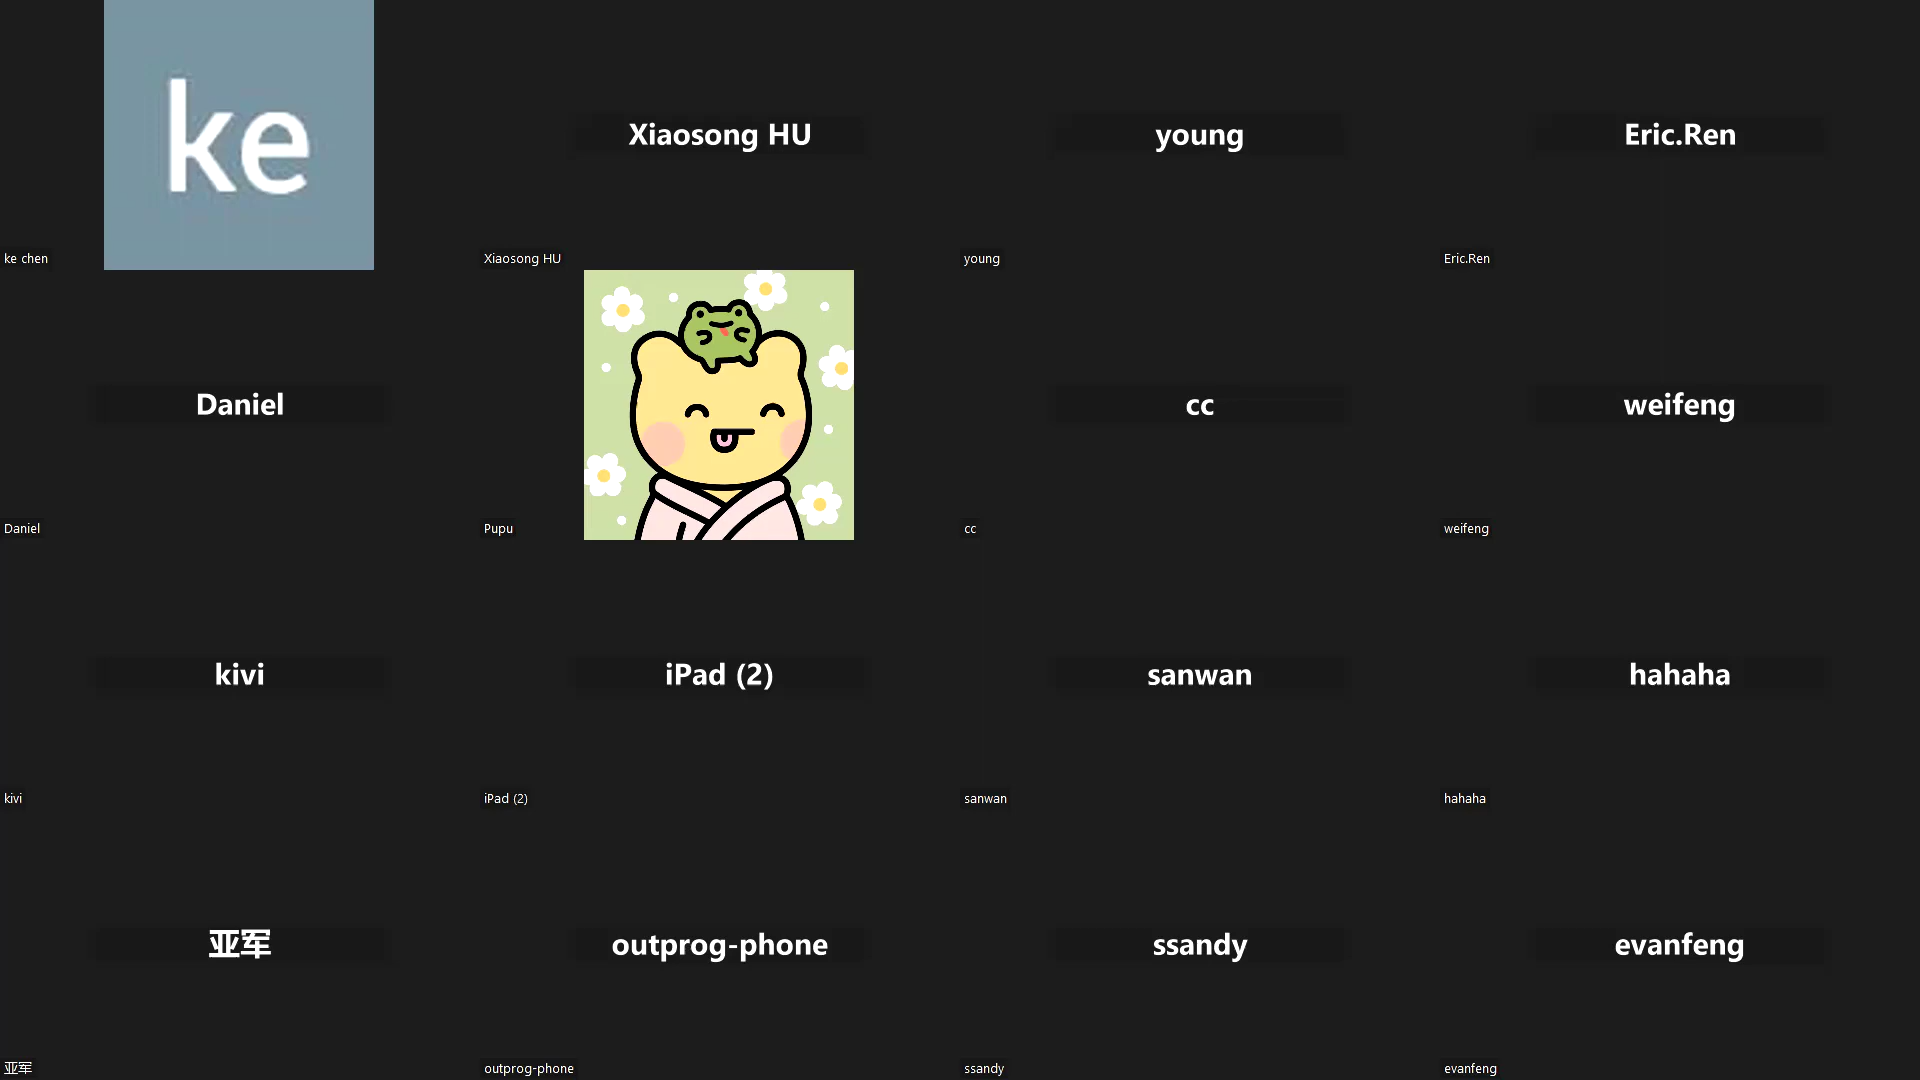 ke
Xiaosong HU
young
Eric.Ren
ke chen
Xiaosong HU
young
Eric.Ren
Daniel
cc
weifeng
Daniel
Pupu
cc
weifeng
kivi
iPad (2)
sanwan
hahaha
kivi
iPad (2)
sanwan
hahaha
亚军
outprog-phone
ssandy
evanfeng
亚军
outprog-phone
ssandy
evanfeng